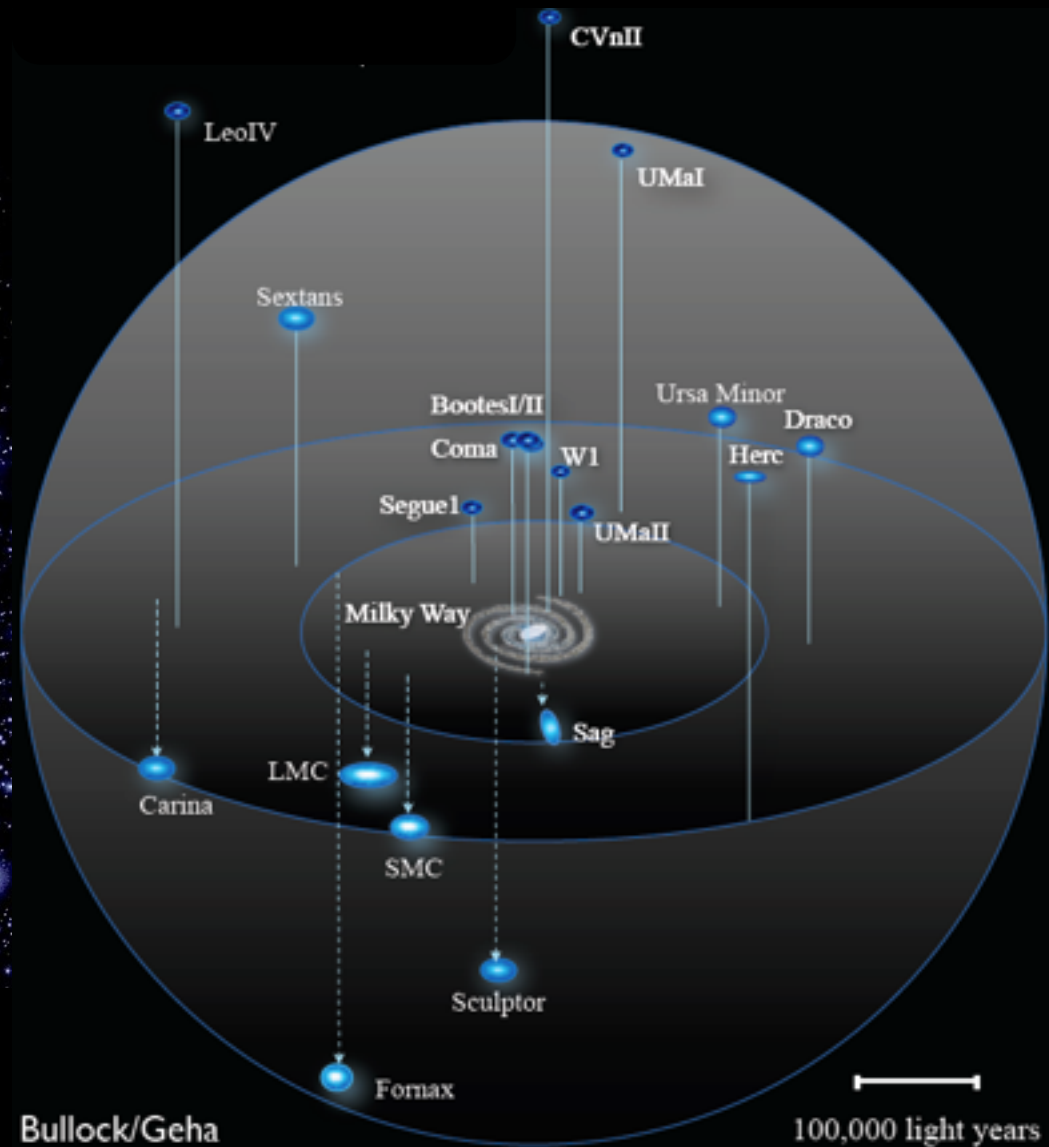 CVnII
LeoIV
UMaI
Sextans
Ursa Minor
BootesI/II
Draco
Coma
W1
Herc
Segue1
UMaII
Milky Way
Sag
LMC
Carina
SMC
Sculptor
Fornax
Bullock/Geha
100,000 light years